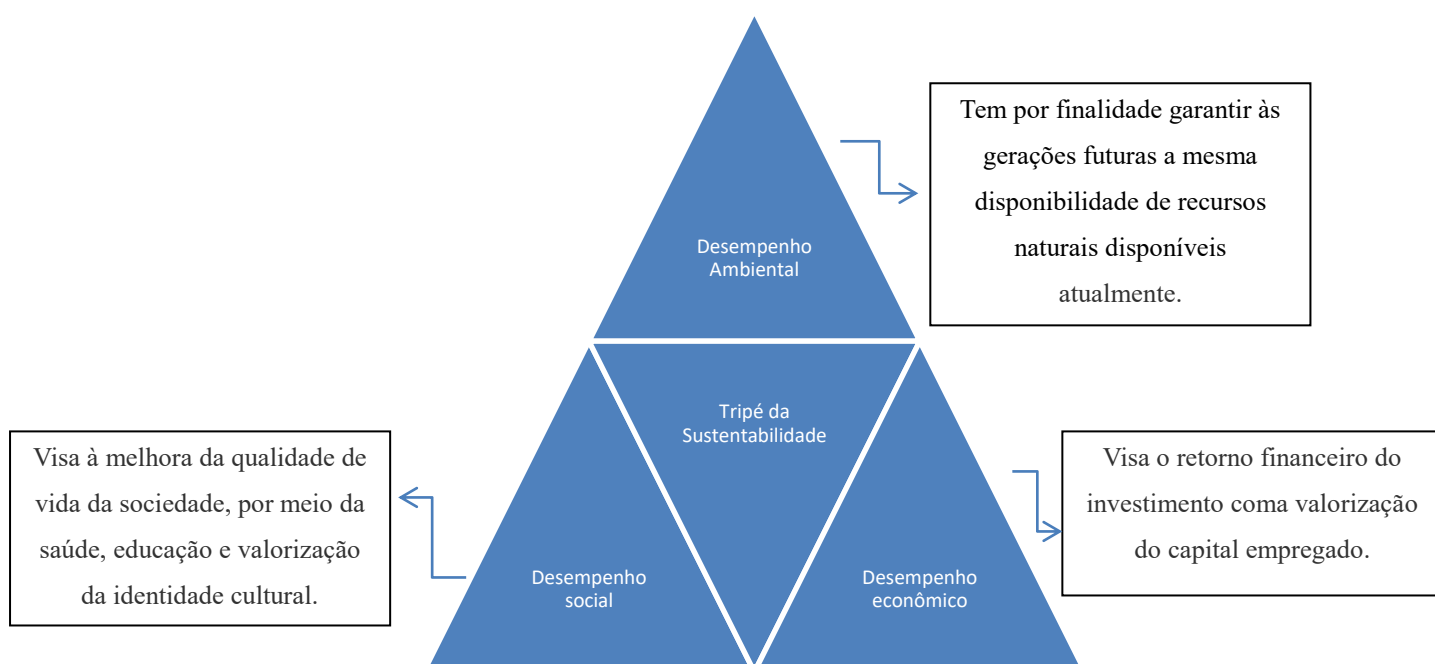 Tem por finalidade garantir às
gerações futuras a mesma
disponibilidade de recursos
naturais disponíveis
atualmente.
Desempenho
Ambiental
Tripé da
Sustentabilidade
Visa à melhora da qualidade de
vida da sociedade, por meio da
saúde, educação e valorização
da identidade cultural.
Visa o retorno financeiro do
investimento coma valorização
do capital empregado.
Desempenho
social
Desempenho
econômico